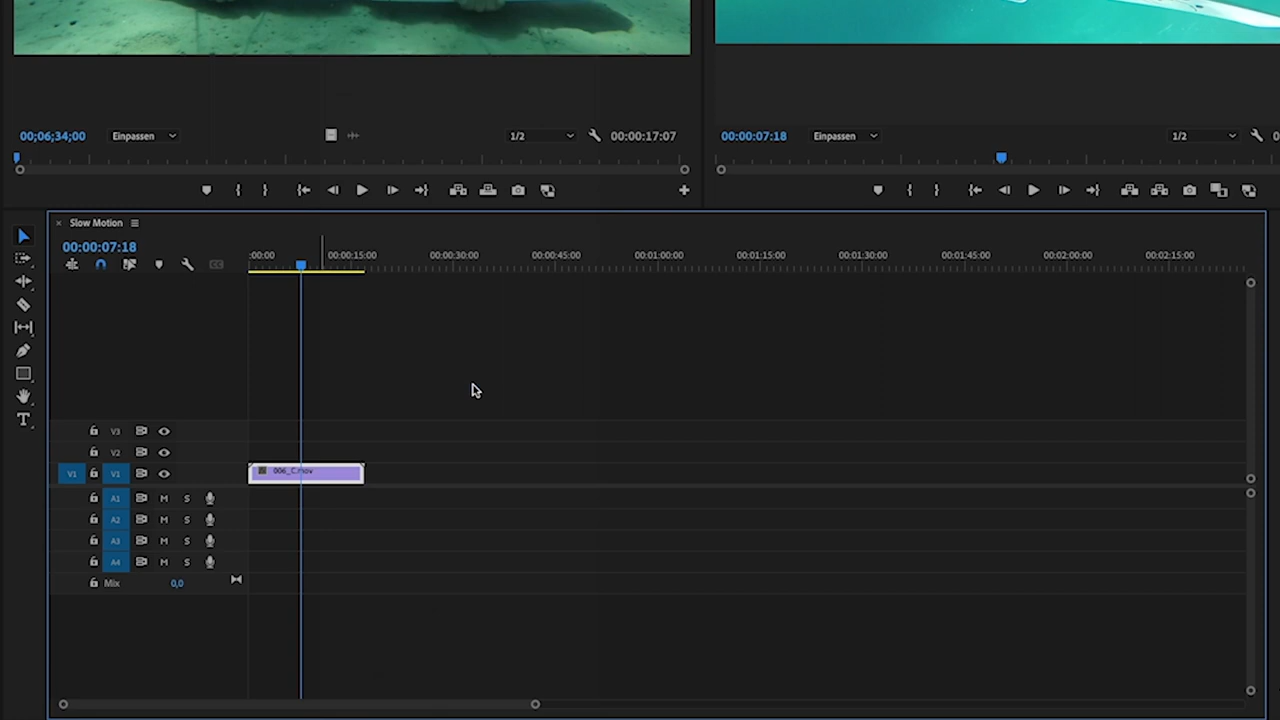 00;06;34;00 Einpassen 1/2 00:00:17:07
00:00:07:18 Einpassen 1/2 0
Slow Motion
00:00:07:18
:00:00 00:00:15:00 00:00:30:00 00:00:45:00 00:01:00:00 00:01:15:00 00:01:30:00 00:01:45:00 00:02:00:00 00:02:15:00
V3
V2
V1 V1 006_C.mov
A1 M S
A2 M S
A3 M S
A4 M S
Mix 0,0